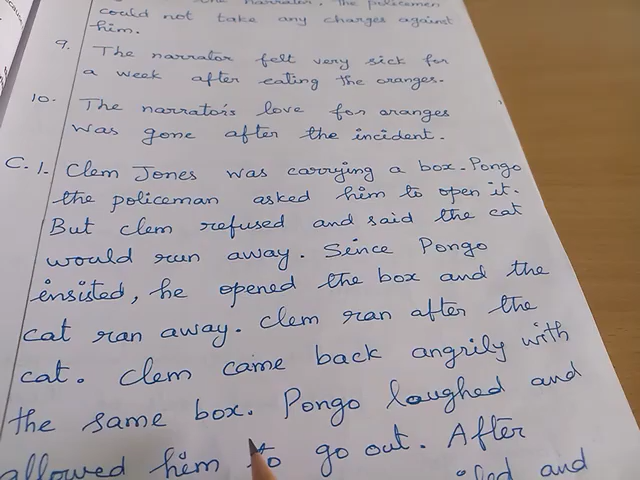 the narrator. The policemen
could not take any charges against
him.
9. The narrator felt very sick for
a week after eating the oranges.
10. The narrator's love for oranges
was gone after the incident.
C. 1. Clem Jones was carrying a box. Pongo
the policeman asked him to open it.
But Clem refused and said the cat
would run away. Since Pongo
insisted, he opened the box and the
cat ran away. Clem ran after the
cat. Clem came back angrily with
the same box. Pongo laughed and
allowed him to go out. After
and